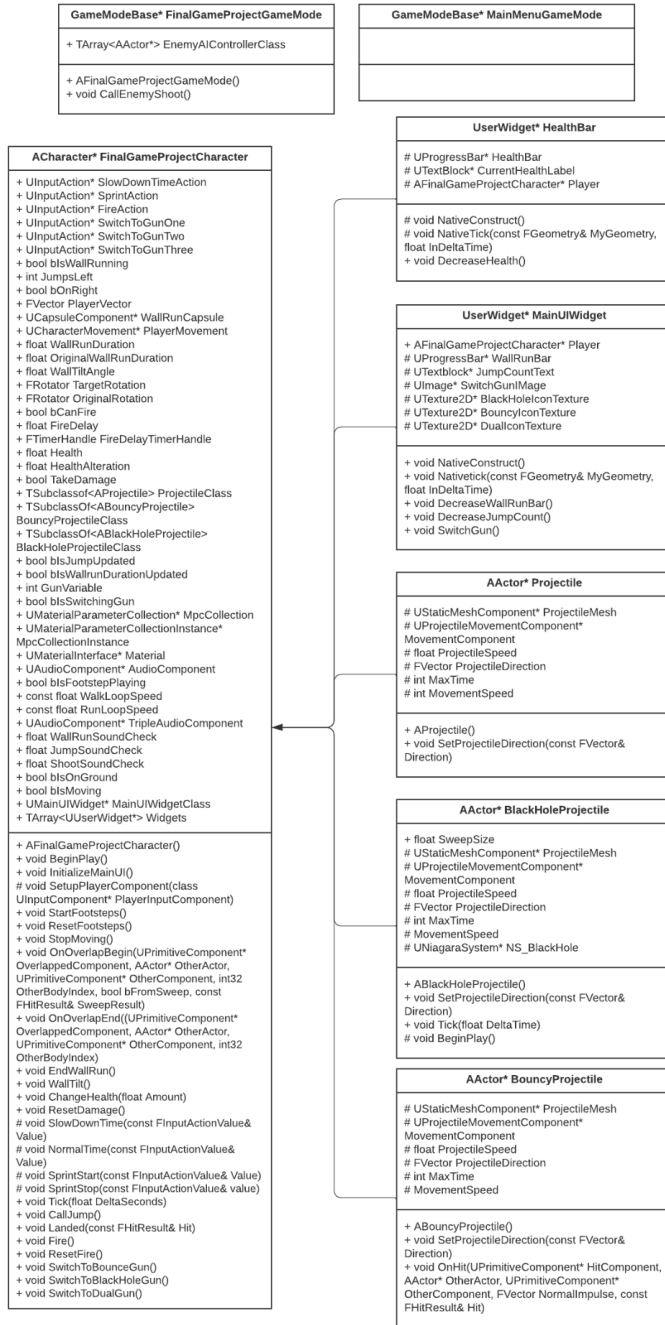 GameModeBase* FinalGameProjectGameMode
+ TArray<AActor*> EnemyAIControllerClass
+ AFinalGameProjectGameMode()
+ void CallEnemyShoot()
GameModeBase* MainMenuGameMode
ACharacter* FinalGameProjectCharacter
+ UInputAction* SlowDownTimeAction
+ UInputAction* SprintAction
+ UInputAction* FireAction
+ UInputAction* SwitchToGunOne
+ UInputAction* SwitchToGunTwo
+ UInputAction* SwitchToGunThree
+ bool bIsWallRunning
+ int JumpsLeft
+ bool bOnRight
+ FVector PlayerVector
+ UCapsuleComponent* WallRunCapsule
+ UCharacterMovement* PlayerMovement
+ float WallRunDuration
+ float OriginalWallRunDuration
+ float WallTiltAngle
+ FRotator TargetRotation
+ FRotator OriginalRotation
+ bool bCanFire
+ float FireDelay
+ FTimerHandle FireDelayTimerHandle
+ float Health
+ float HealthAlteration
+ bool TakeDamage
+ TSubclassof<AProjectile> ProjectileClass
+ TSubclassOf<ABouncyProjectile>
BouncyProjectileClass
+ TSubclassOf<ABlackHoleProjectile>
BlackHoleProjectileClass
+ bool bIsJumpUpdated
+ bool bIsWallrunDurationUpdated
+ int GunVariable
+ bool bIsSwitchingGun
+ UMaterialParameterCollection* MpcCollection
+ UMaterialParameterCollectionInstance*
MpcCollectionInstance
+ UMaterialInterface* Material
+ UAudioComponent* AudioComponent
+ bool bIsFootstepPlaying
+ const float WalkLoopSpeed
+ const float RunLoopSpeed
+ UAudioComponent* TripleAudioComponent
+ float WallRunSoundCheck
+ float JumpSoundCheck
+ float ShootSoundCheck
+ bool bIsOnGround
+ bool bIsMoving
+ UMainUIWidget* MainUIWidgetClass
+ TArray<UUserWidget*> Widgets
+ AFinalGameProjectCharacter()
+ void BeginPlay()
+ void InitializeMainUI()
# void SetupPlayerComponent(class
UInputComponent* PlayerInputComponent)
+ void StartFootsteps()
+ void ResetFootsteps()
+ void StopMoving()
+ void OnOverlapBegin(UPrimitiveComponent*
OverlappedComponent, AActor* OtherActor,
UPrimitiveComponent* OtherComponent, int32
OtherBodyIndex, bool bFromSweep, const
FHitResult& SweepResult)
+ void OnOverlapEnd((UPrimitiveComponent*
OverlappedComponent, AActor* OtherActor,
UPrimitiveComponent* OtherComponent, int32
OtherBodyIndex)
+ void EndWallRun()
+ void WallTilt()
+ void ChangeHealth(float Amount)
+ void ResetDamage()
# void SlowDownTime(const FInputActionValue&
Value)
# void NormalTime(const FInputActionValue&
Value)
# void SprintStart(const FInputActionValue& Value)
# void SprintStop(const FInputActionValue& value)
+ void Tick(float DeltaSeconds)
+ void CallJump()
+ void Landed(const FHitResult& Hit)
+ void Fire()
+ void ResetFire()
+ void SwitchToBounceGun()
+ void SwitchToBlackHoleGun()
+ void SwitchToDualGun()
UserWidget* HealthBar
# UProgressBar* HealthBar
# UTextBlock* CurrentHealthLabel
# AFinalGameProjectCharacter* Player
# void NativeConstruct()
# void NativeTick(const FGeometry& MyGeometry,
float InDeltaTime)
+ void DecreaseHealth()
UserWidget* MainUIWidget
+ AFinalGameProjectCharacter* Player
# UProgressBar* WallRunBar
# UTextblock* JumpCountText
# UImage* SwitchGunIMage
# UTexture2D* BlackHoleIconTexture
# UTexture2D* BouncyIconTexture
# UTexture2D* DualIconTexture
+ void NativeConstruct()
+ void Nativetick(const FGeometry& MyGeometry,
float InDeltaTime)
+ void DecreaseWallRunBar()
+ void DecreaseJumpCount()
+ void SwitchGun()
AActor* Projectile
# UStaticMeshComponent* ProjectileMesh
# UProjectileMovementComponent*
MovementComponent
# float ProjectileSpeed
# FVector ProjectileDirection
# int MaxTime
# int MovementSpeed
+ AProjectile()
+ void SetProjectileDirection(const FVector&
Direction)
AActor* BlackHoleProjectile
+ float SweepSize
# UStaticMeshComponent* ProjectileMesh
# UProjectileMovementComponent*
MovementComponent
# float ProjectileSpeed
# FVector ProjectileDirection
# int MaxTime
# MovementSpeed
# UNiagaraSystem* NS_BlackHole
+ ABlackHoleProjectile()
+ void SetProjectileDirection(const FVector&
Direction)
+ void Tick(float DeltaTime)
# void BeginPlay()
AActor* BouncyProjectile
# UStaticMeshComponent* ProjectileMesh
# UProjectileMovementComponent*
MovementComponent
# float ProjectileSpeed
# FVector ProjectileDirection
# int MaxTime
# MovementSpeed
+ ABouncyProjectile()
+ void SetProjectileDirection(const FVector&
Direction)
+ void OnHit(UPrimitiveComponent* HitComponent,
AActor* OtherActor, UPrimitiveComponent*
OtherComponent, FVector NormalImpulse, const
FHitResult& Hit)